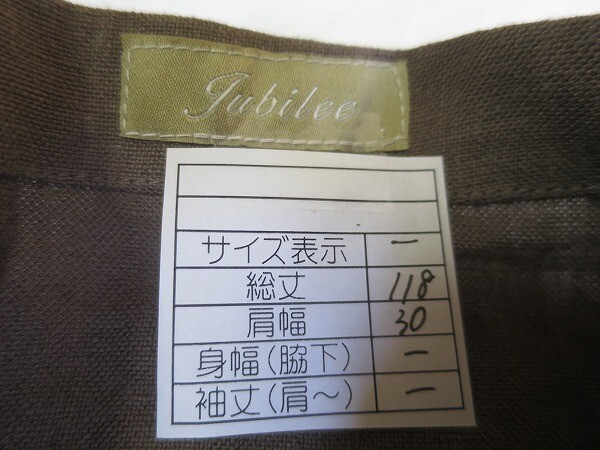 Jubilee
サイズ表示 ー
総丈 118
肩幅 30
身幅(脇下) ー
袖丈(肩～) ー